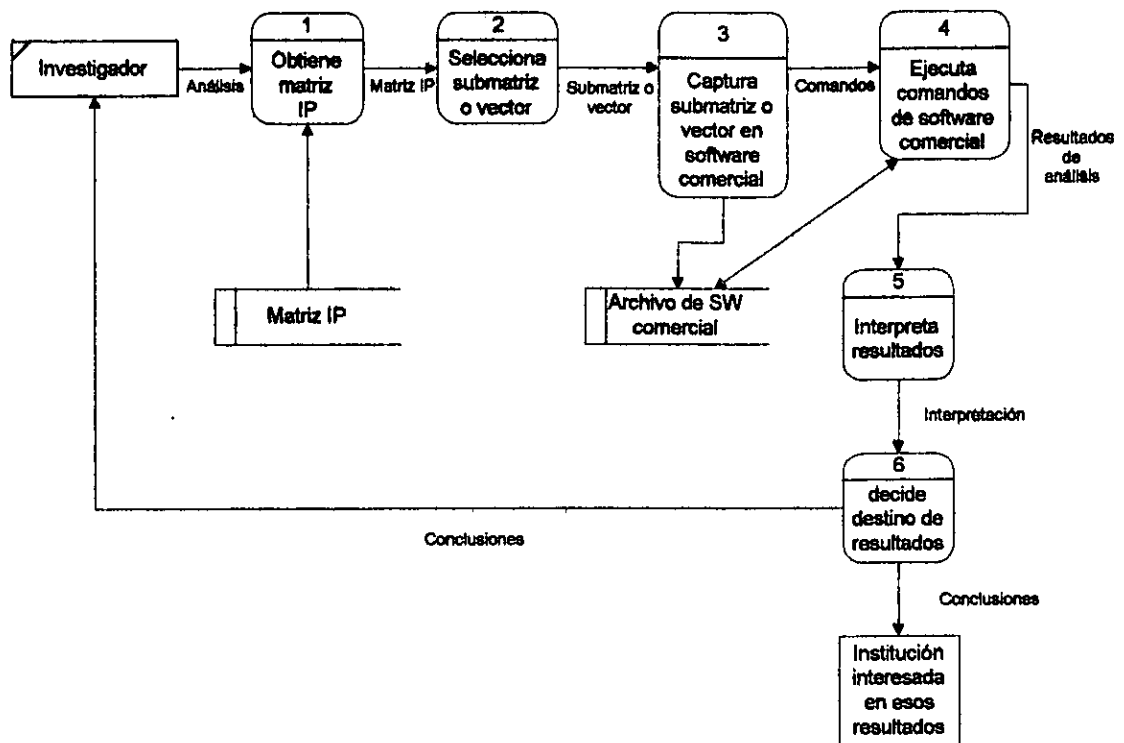 Investigador
Análisis
1
Obtiene
matriz
IP
Matriz IP
2
Selecciona
submatriz
o vector
Submatriz o
vector
3
Captura
submatriz o
vector en
software
comercial
Comandos
4
Ejecuta
comandos
de software
comercial
Resultados
de
análisis
Matriz IP
Archivo de SW
comercial
5
Interpreta
resultados
Interpretación
6
decide
destino de
resultados
Conclusiones
Conclusiones
Institución
interesada
en esos
resultados